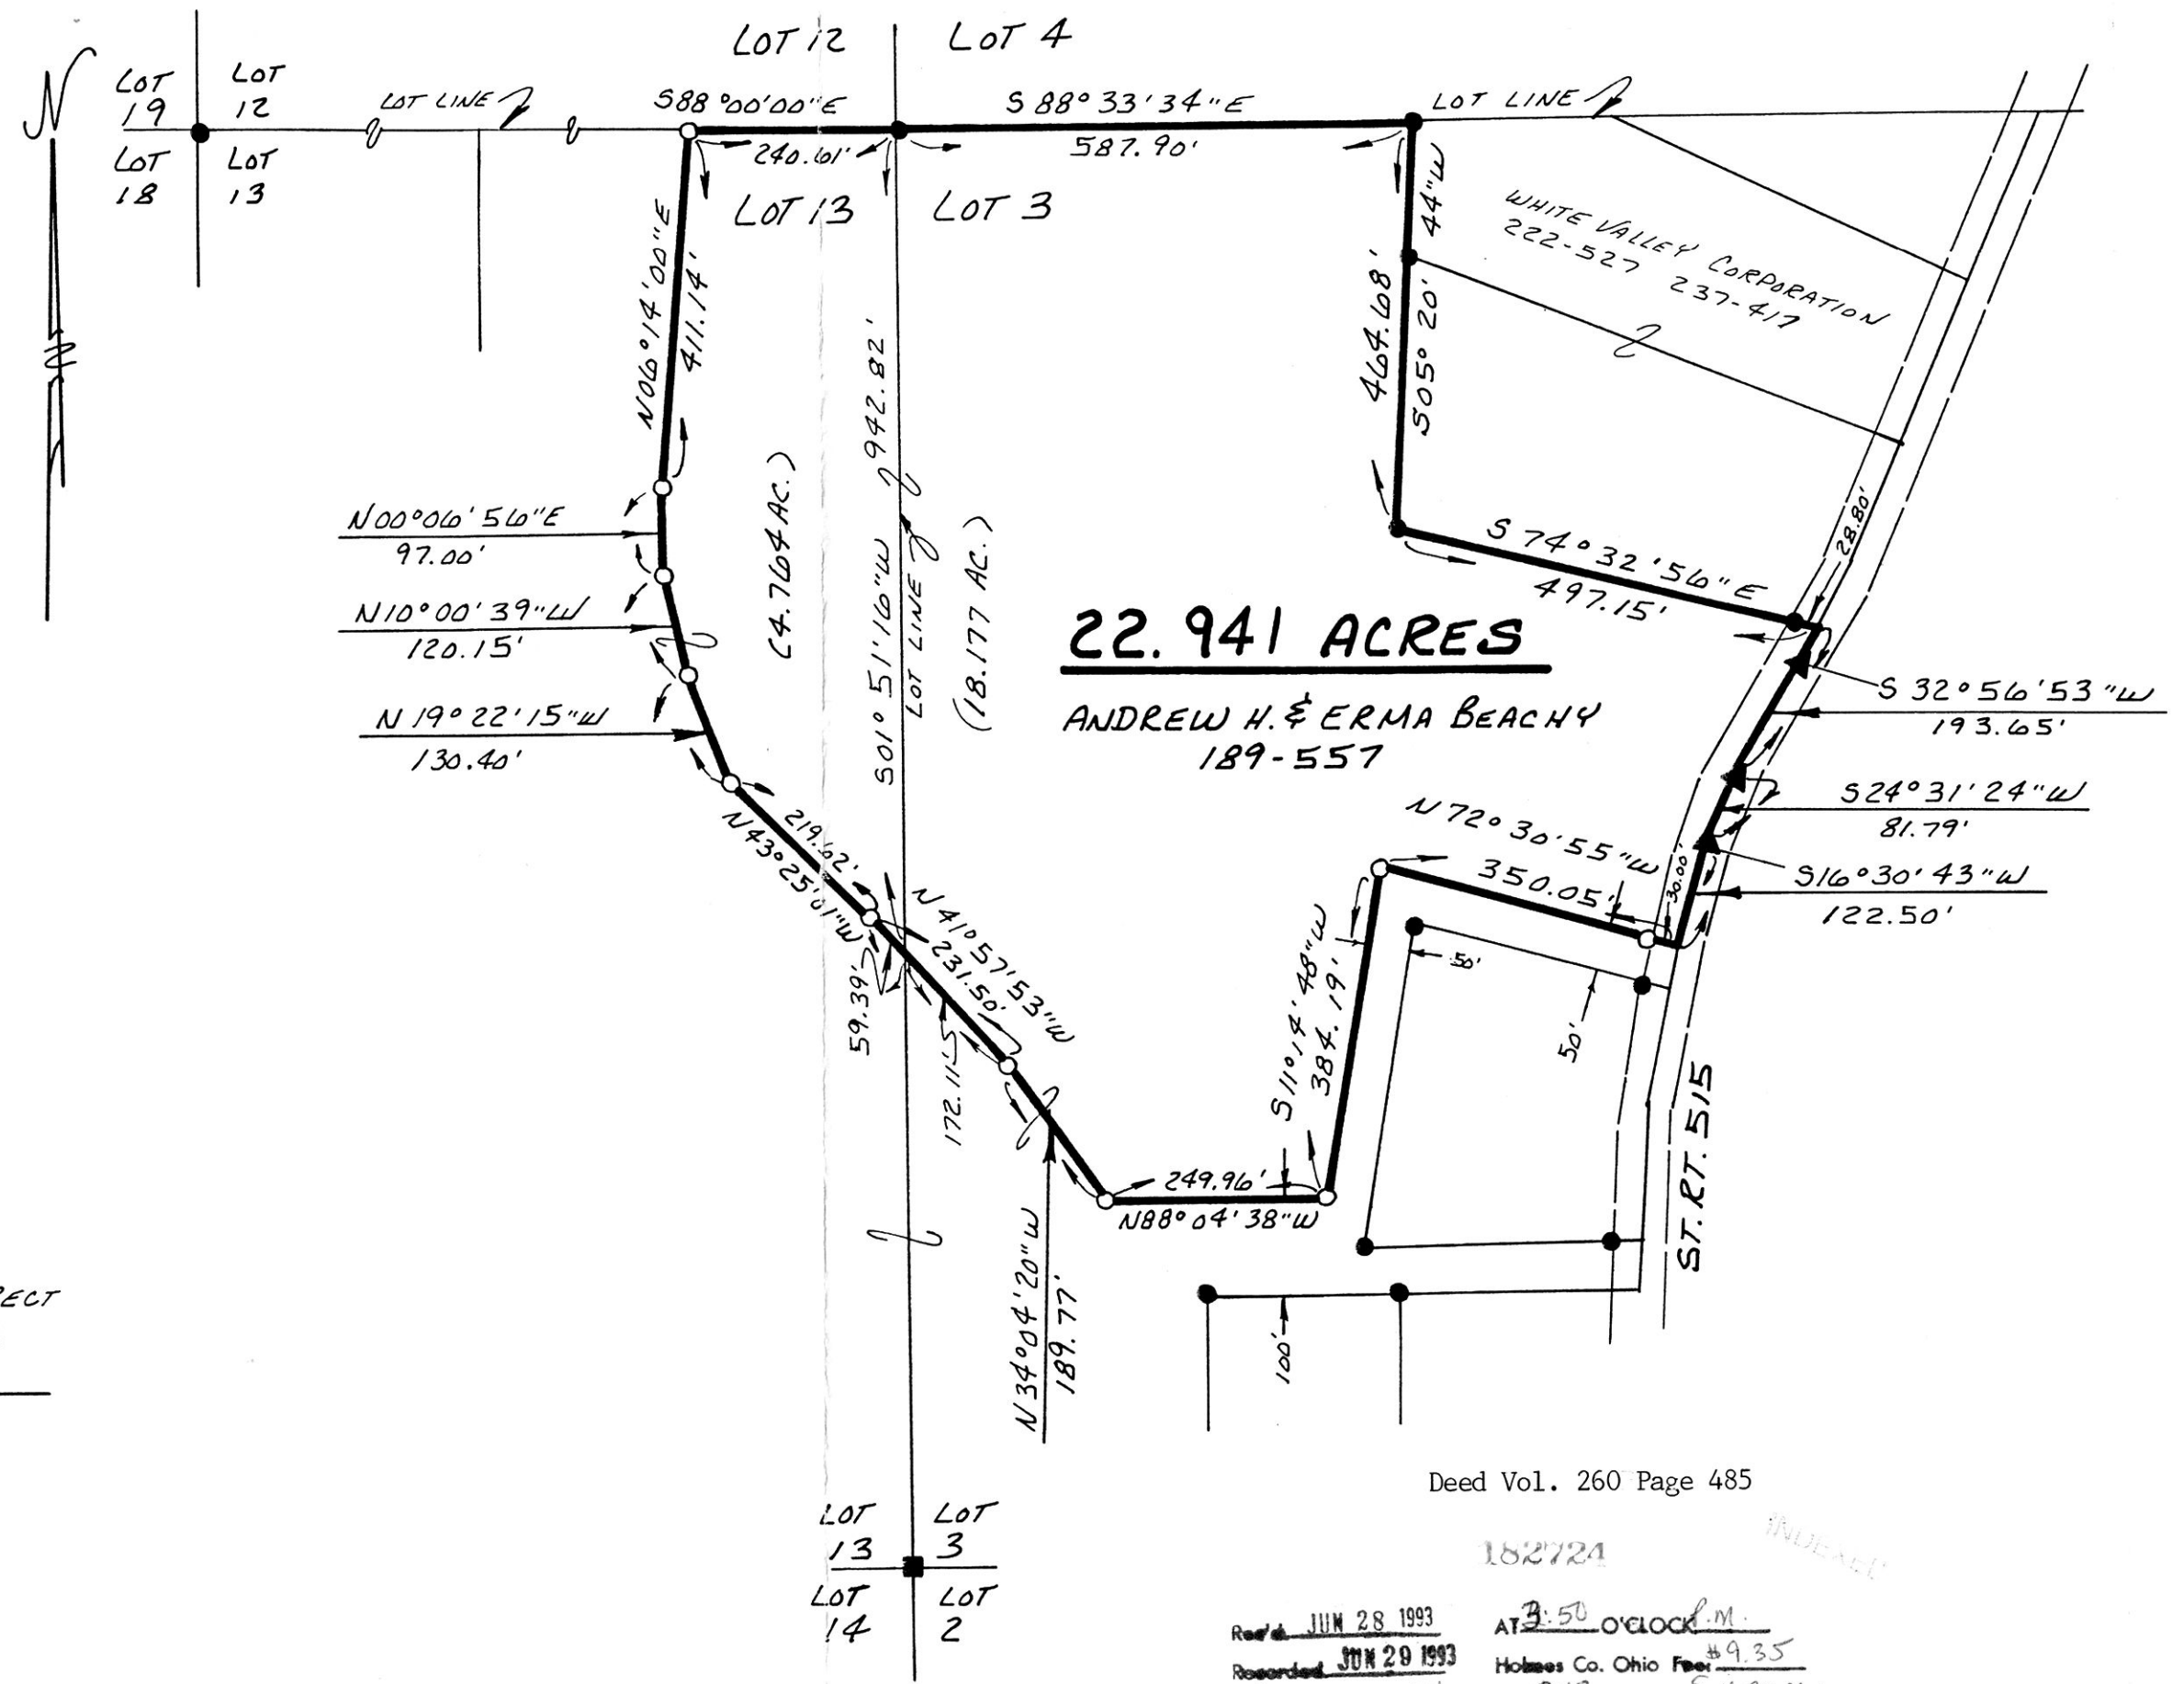 N
LOT
19
LOT
12
LOT
18
LOT
13
LOT LINE
LOT 12
LOT 4
S88°00'00"E
240.61'
S 88°33'34"E
587.90'
LOT LINE
LOT 13
LOT 3
WHITE VALLEY CORPORATION
222-527 237-417
N06°14'00"E
411.14'
464.68'
S05°20'44"W
N00°06'56"E
97.00'
N10°00'39"W
120.15'
N 19°22'15"W
130.40'
(4.764 AC.)
S01°51'16"W 942.82'
LOT LINE
(18.177 AC.)
S 74°32'56"E
497.15'
28.80'
22.941 ACRES
ANDREW H. & ERMA BEACHY
189-557
S 32°56'53"W
193.65'
S24°31'24"W
81.79'
S16°30'43"W
122.50'
N 72°30'55"W
350.05'
30.00'
219.62'
N43°25'01"W
N 41°57'53"W
231.50'
59.39'
172.11'
S11°14'48"W
384.19'
50'
50'
249.96'
N88°04'38"W
N34°04'20"W
189.77'
ST. RT. 515
100'
ECT
LOT
13
LOT
3
LOT
14
LOT
2
Deed Vol. 260 Page 485
182724
INDEXED
Rec'd JUN 28 1993 AT 3:50 O'CLOCK P.M.
Recorded JUN 29 1993 Holmes Co. Ohio Fee $9.35